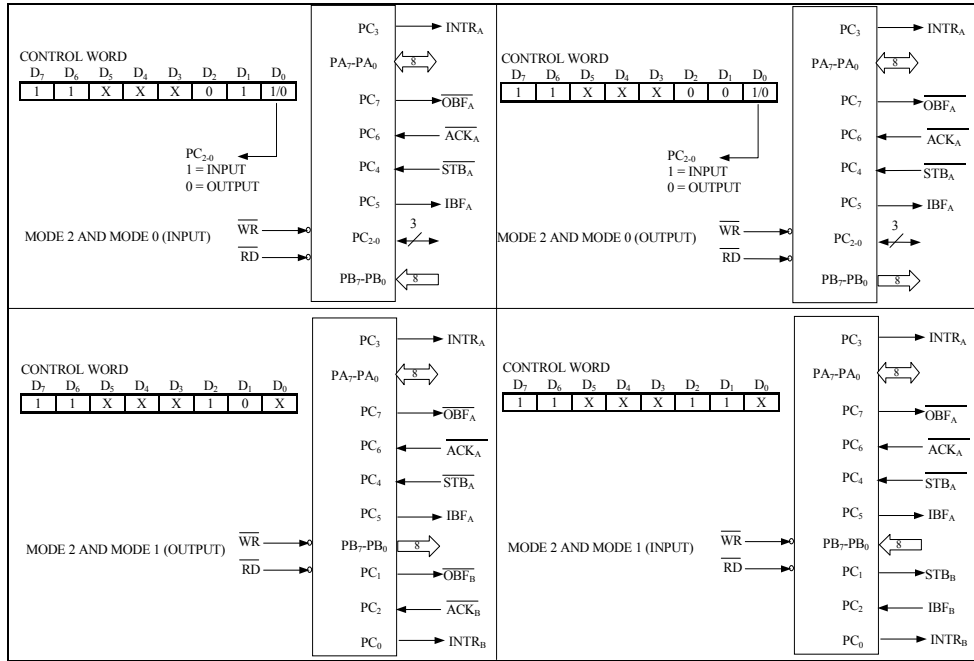 PC3 INTRA
CONTROL WORD
D7 D6 D5 D4 D3 D2 D1 D0
1 1 X X X 0 1 1/0
PA7-PA0 8
PC7 OBFA
PC6 ACKA
PC2-0
1 = INPUT
0 = OUTPUT
PC4 STBA
PC5 IBFA
MODE 2 AND MODE 0 (INPUT)
WR
RD
PC2-0 3
PB7-PB0 8
PC3 INTRA
CONTROL WORD
D7 D6 D5 D4 D3 D2 D1 D0
1 1 X X X 0 0 1/0
PA7-PA0 8
PC7 OBFA
PC6 ACKA
PC2-0
1 = INPUT
0 = OUTPUT
PC4 STBA
PC5 IBFA
MODE 2 AND MODE 0 (OUTPUT)
WR
RD
PC2-0 3
PB7-PB0 8
PC3 INTRA
CONTROL WORD
D7 D6 D5 D4 D3 D2 D1 D0
1 1 X X X 1 0 X
PA7-PA0 8
PC7 OBFA
PC6 ACKA
PC4 STBA
PC5 IBFA
MODE 2 AND MODE 1 (OUTPUT)
WR
RD
PB7-PB0 8
PC1 OBFB
PC2 ACKB
PC0 INTRB
PC3 INTRA
CONTROL WORD
D7 D6 D5 D4 D3 D2 D1 D0
1 1 X X X 1 1 X
PA7-PA0 8
PC7 OBFA
PC6 ACKA
PC4 STBA
PC5 IBFA
MODE 2 AND MODE 1 (INPUT)
WR
RD
PB7-PB0 8
PC1 STBB
PC2 IBFB
PC0 INTRB